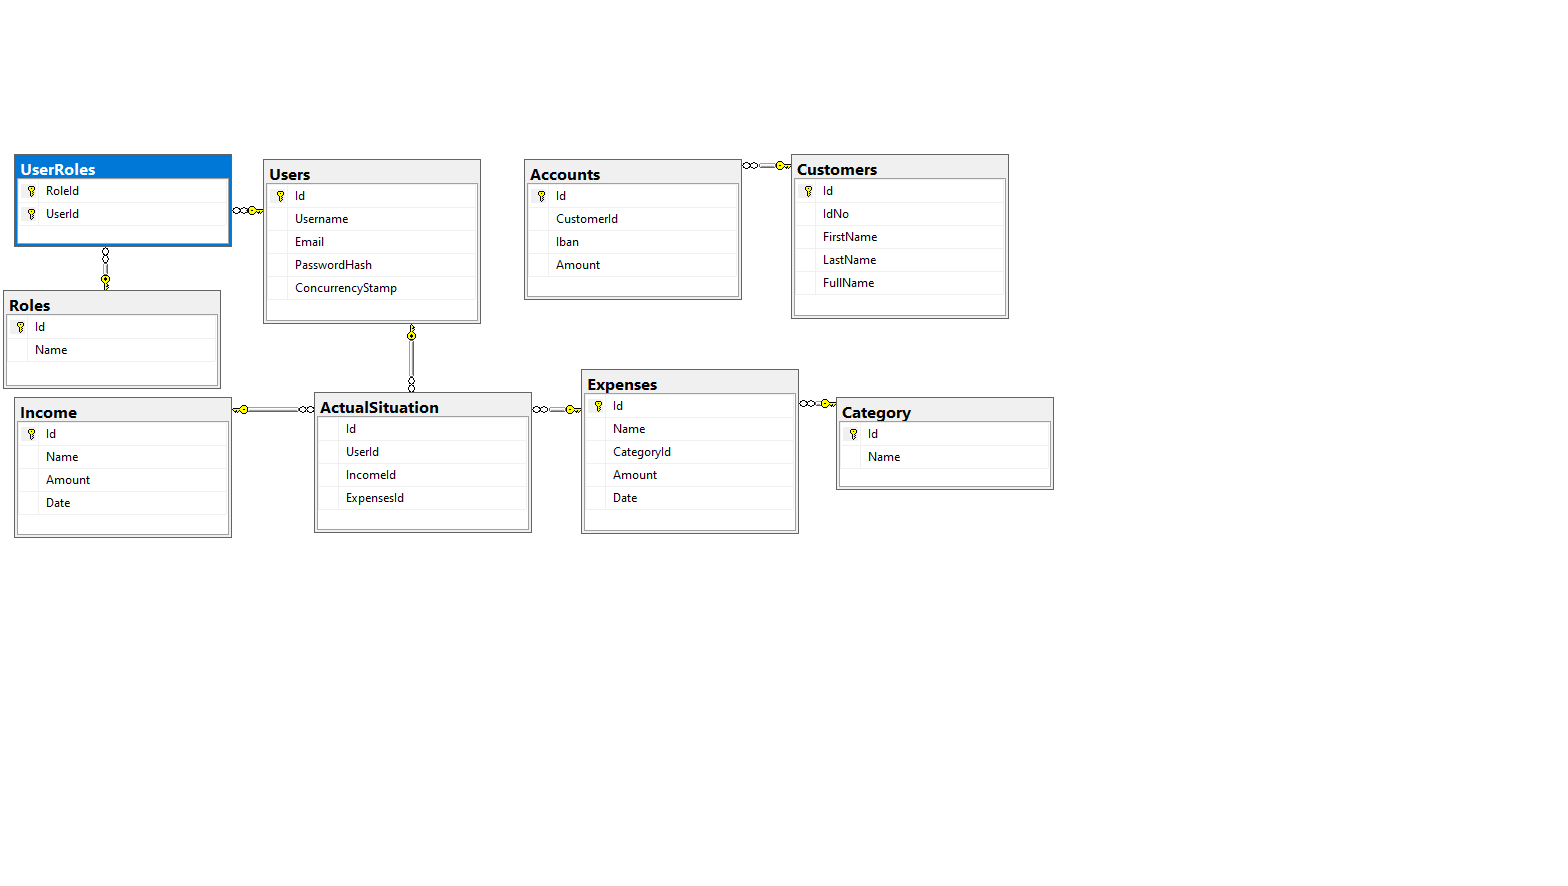 UserRoles
RoleId
UserId
Users
Id
Username
Email
PasswordHash
ConcurrencyStamp
Accounts
Id
CustomerId
Iban
Amount
Customers
Id
IdNo
FirstName
LastName
FullName
Roles
Id
Name
Income
Id
Name
Amount
Date
ActualSituation
Id
UserId
IncomeId
ExpensesId
Expenses
Id
Name
CategoryId
Amount
Date
Category
Id
Name